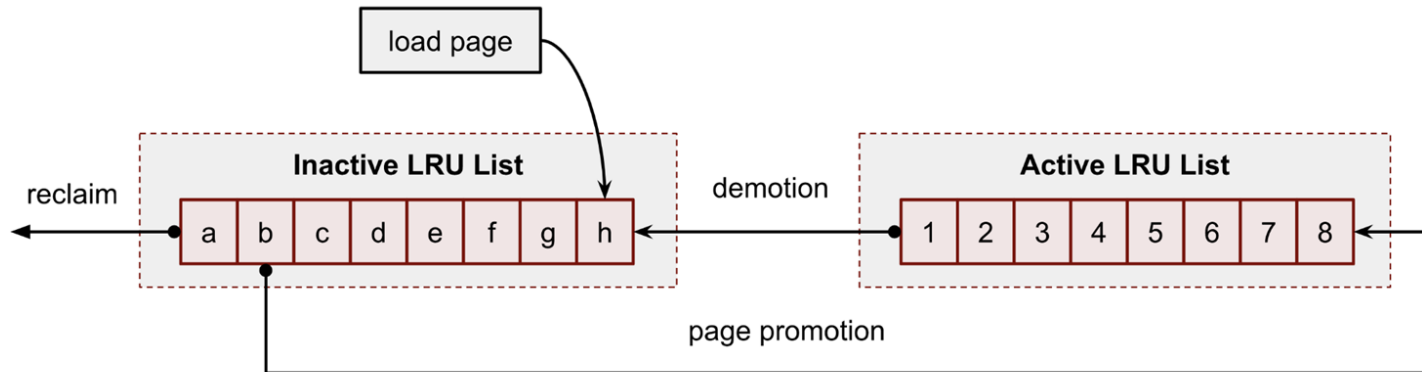 load page
Inactive LRU List
Active LRU List
reclaim
demotion
a b c d e f g h
1 2 3 4 5 6 7 8
page promotion